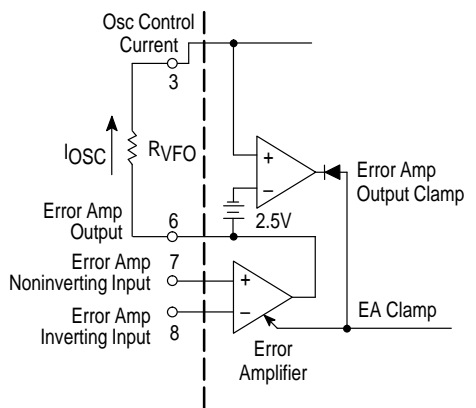 Osc Control
Current
3
IOSC
RVFO
+
−
Error Amp
Output Clamp
2.5V
Error Amp
Output
6
Error Amp
Noninverting Input
7
+
−
Error Amp
Inverting Input
8
EA Clamp
Error
Amplifier